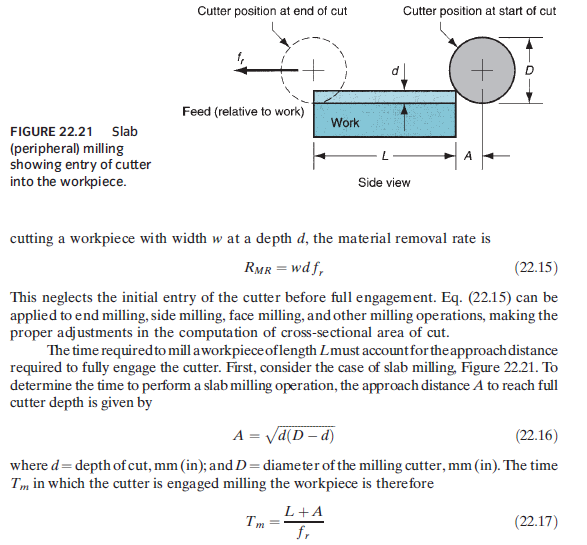 Cutter position at end of cut
Cutter position at start of cut
fr
d
D
Feed (relative to work)
Work
L
A
Side view
FIGURE 22.21 Slab
(peripheral) milling
showing entry of cutter
into the workpiece.
cutting a workpiece with width w at a depth d, the material removal rate is
R_MR = wdf_r (22.15)
This neglects the initial entry of the cutter before full engagement. Eq. (22.15) can be
applied to end milling, side milling, face milling, and other milling operations, making the
proper adjustments in the computation of cross-sectional area of cut.
The time required to mill a workpiece of length L must account for the approach distance
required to fully engage the cutter. First, consider the case of slab milling, Figure 22.21. To
determine the time to perform a slab milling operation, the approach distance A to reach full
cutter depth is given by
A = √d(D – d) (22.16)
where d = depth of cut, mm (in); and D = diameter of the milling cutter, mm (in). The time
T_m in which the cutter is engaged milling the workpiece is therefore
T_m = (L + A)/f_r (22.17)